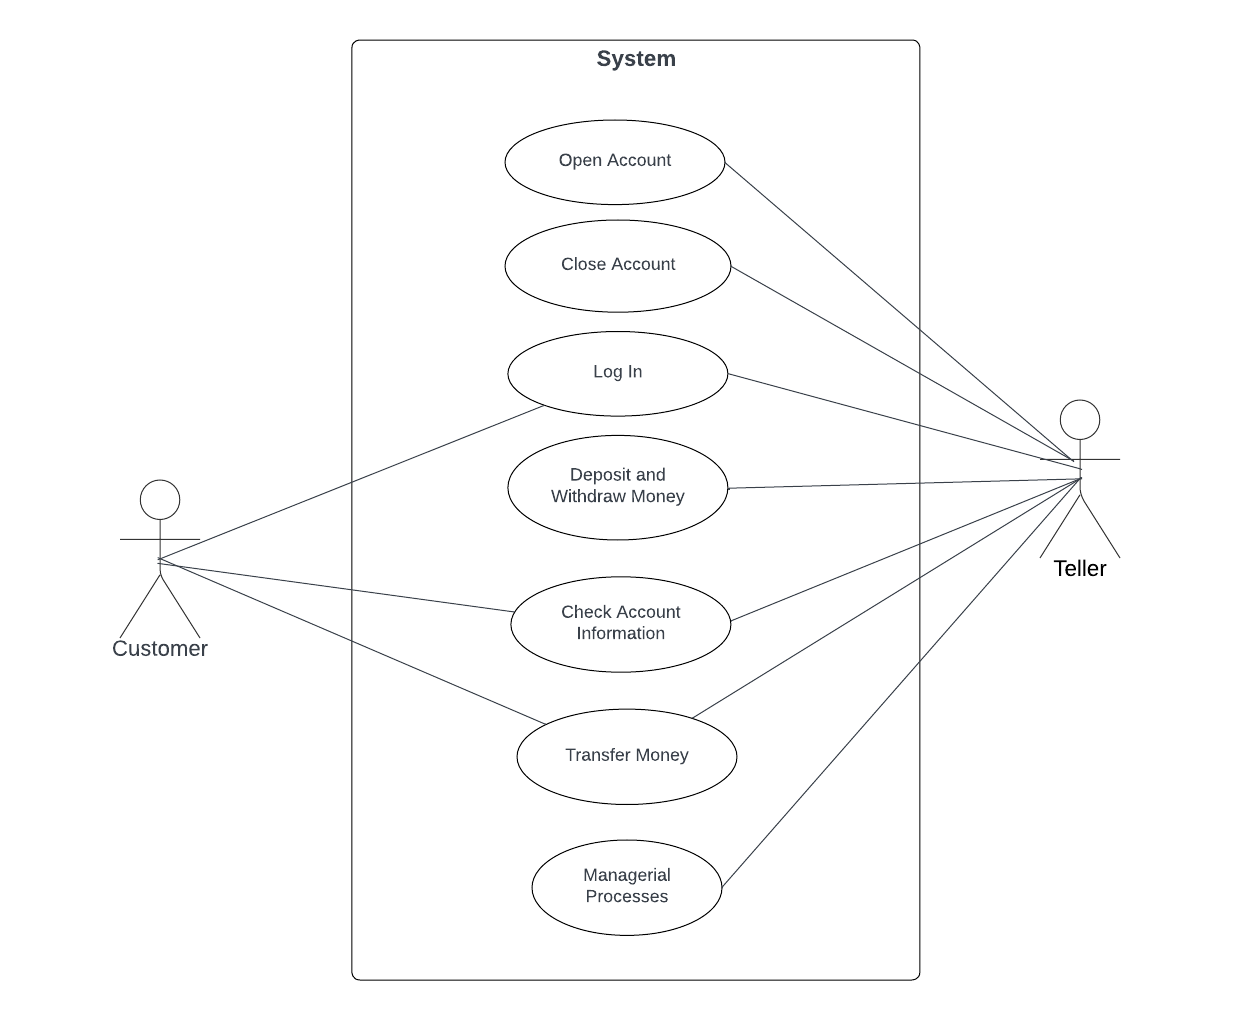 System
Open Account
Close Account
Log In
Deposit and
Withdraw Money
Check Account
Information
Transfer Money
Managerial
Processes
Customer
Teller